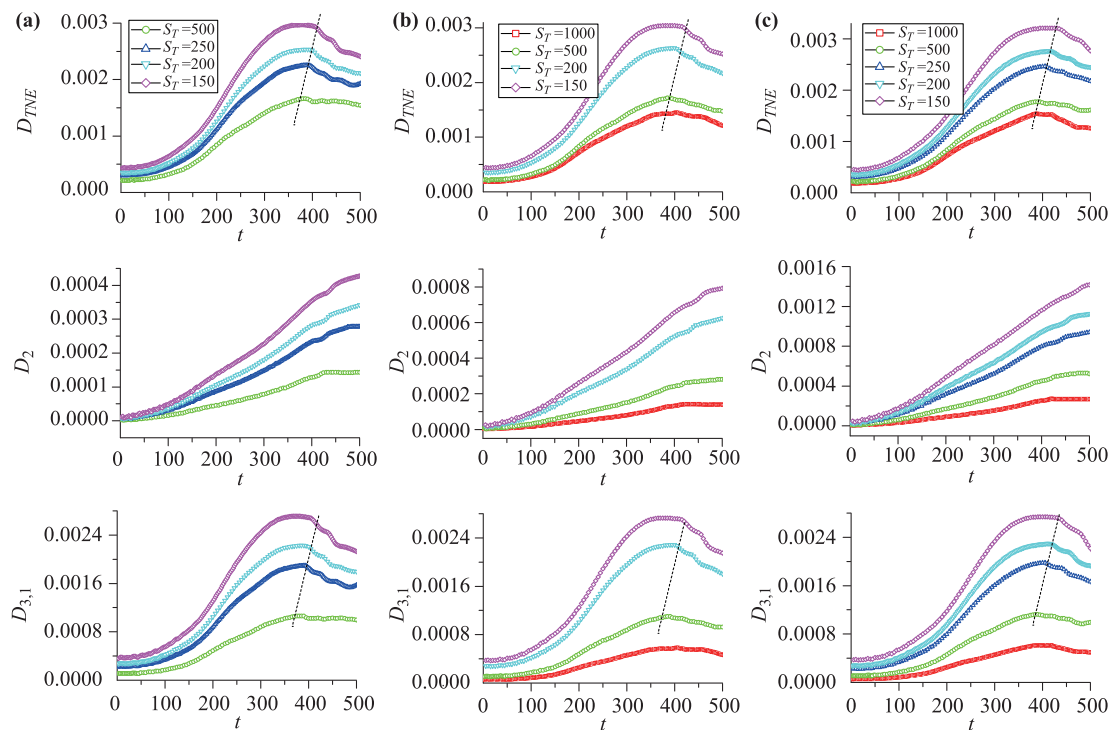 (a)
0.003
0.002
0.001
0.000
D_TNE
S_T=500
S_T=250
S_T=200
S_T=150
0 100 200 300 400 500
t
(b)
0.003
0.002
0.001
0.000
D_TNE
S_T=1000
S_T=500
S_T=200
S_T=150
0 100 200 300 400 500
t
(c)
0.003
0.002
0.001
0.000
D_TNE
S_T=1000
S_T=500
S_T=250
S_T=200
S_T=150
0 100 200 300 400 500
t
0.0004
0.0003
0.0002
0.0001
0.0000
D_2
0 100 200 300 400 500
t
0.0008
0.0006
0.0004
0.0002
0.0000
D_2
0 100 200 300 400 500
t
0.0016
0.0012
0.0008
0.0004
0.0000
D_2
0 100 200 300 400 500
t
0.0024
0.0016
0.0008
0.0000
D_3,1
0 100 200 300 400 500
t
0.0024
0.0016
0.0008
0.0000
D_3,1
0 100 200 300 400 500
t
0.0024
0.0016
0.0008
0.0000
D_3,1
0 100 200 300 400 500
t